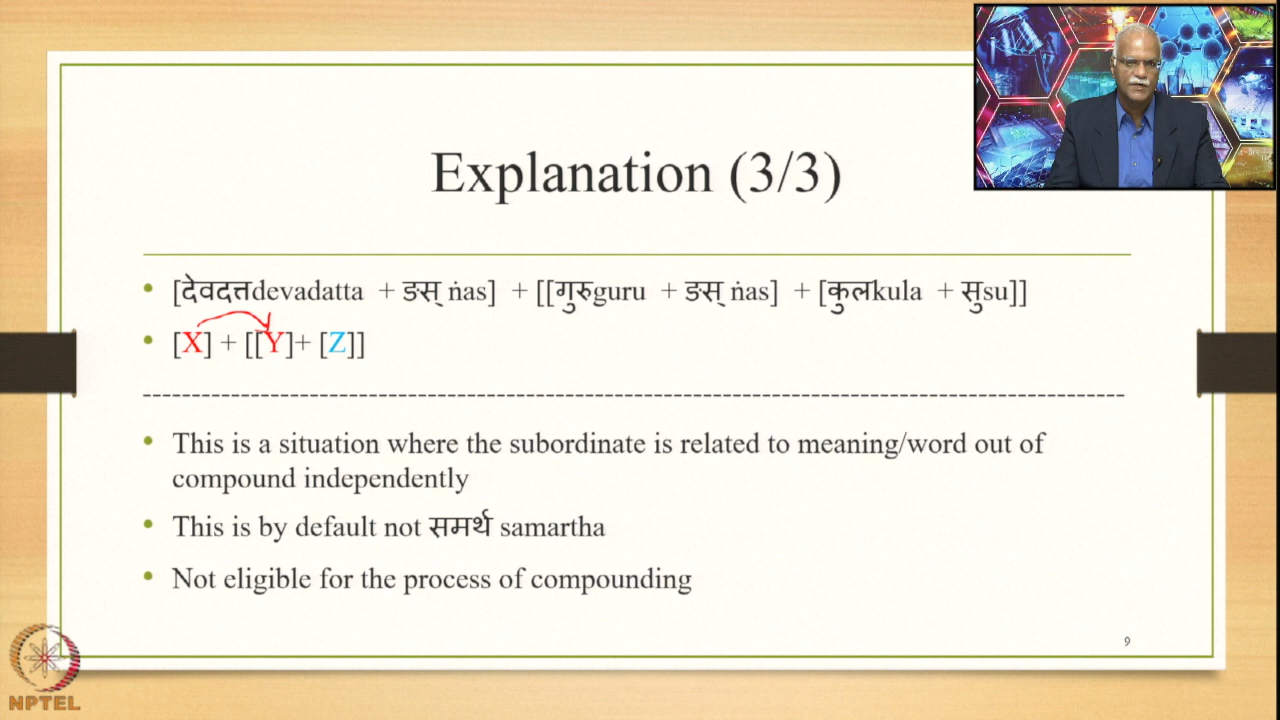 Explanation (3/3)
[देवदत्तdevadatta + ङस् ṅas] + [[गुरुguru + ङस् ṅas] + [कुलkula + सुsu]]
[X] + [[Y]+ [Z]]
--------------------------------------------------------------------------------------------------
This is a situation where the subordinate is related to meaning/word out of
compound independently
This is by default not समर्थ samartha
Not eligible for the process of compounding
9
NPTEL